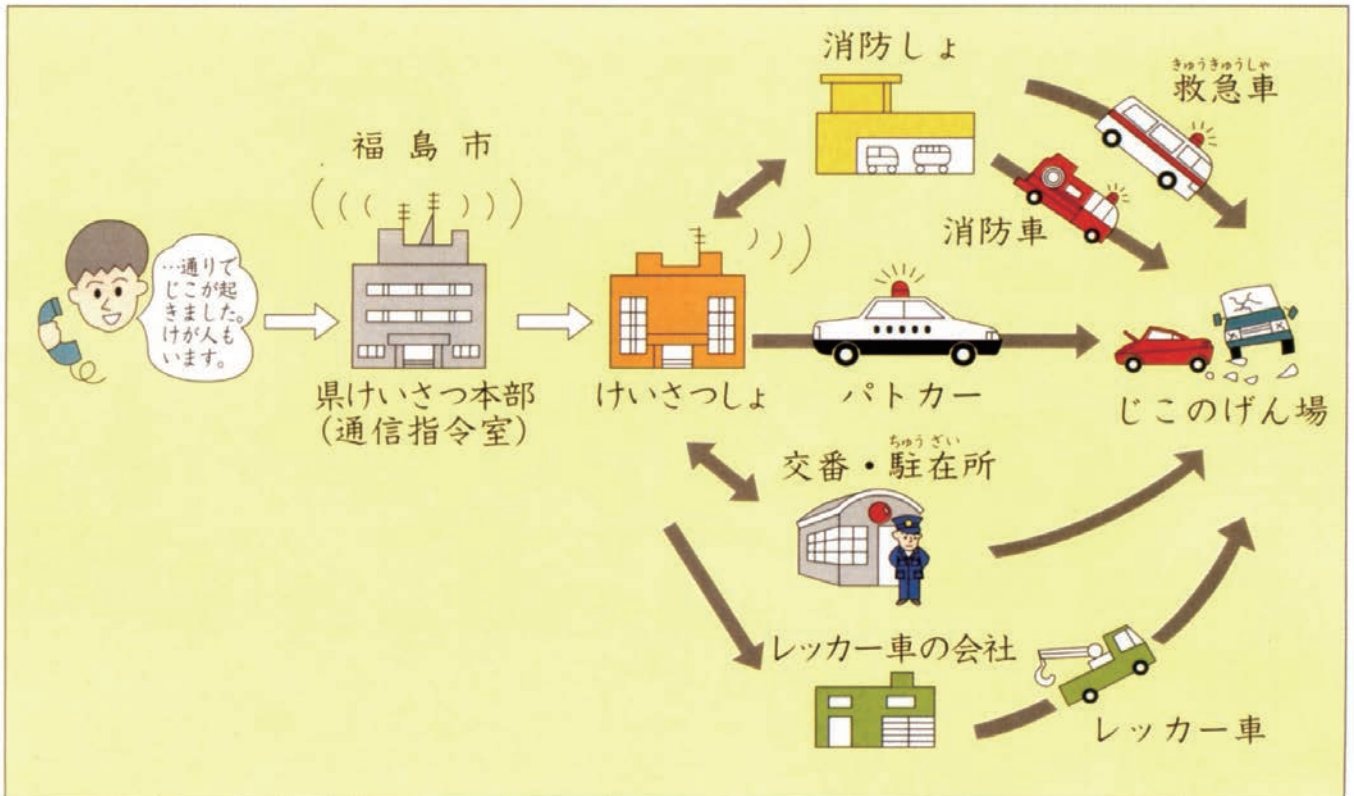 福島市
…通りで
じこが起
きました。
けが人も
います。
県けいさつ本部
(通信指令室)
けいさつしょ
消防しょ
きゅうきゅうしゃ
救急車
消防車
パトカー
じこのげん場
ちゅうざい
交番・駐在所
レッカー車の会社
レッカー車